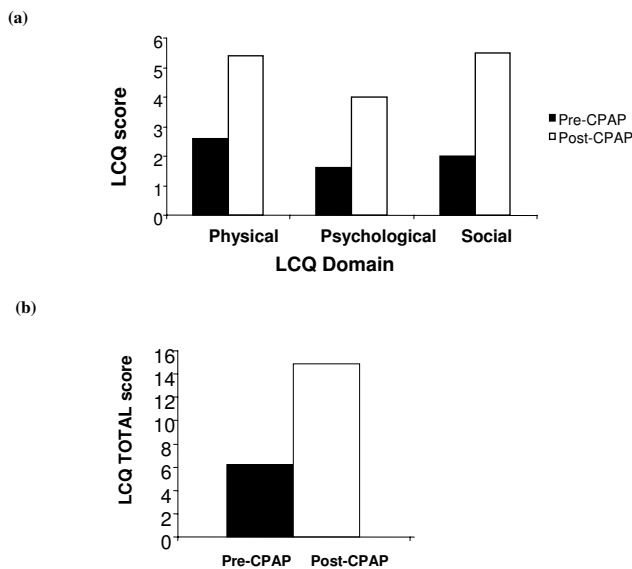 (a)
6
5
4
3
2
1
0
LCQ score
Physical Psychological Social
LCQ Domain
Pre-CPAP
Post-CPAP
(b)
16
14
12
10
8
6
4
2
0
LCQ TOTAL score
Pre-CPAP Post-CPAP